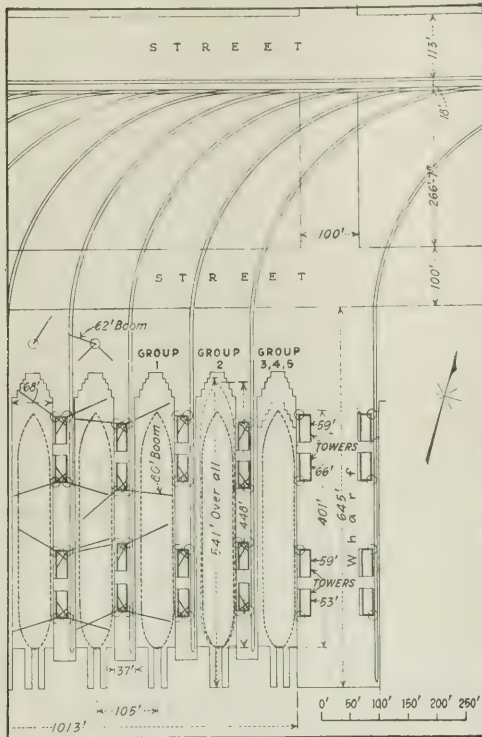 STREET
113'
18'
266'-7"
100'
STREET
100'
62' Boom
GROUP
1
GROUP
2
GROUP
3,4,5
68'
80' Boom
541' Over all
448'
59'
TOWERS
66'
401'
645'
Wharf
59'
TOWERS
53'
37'
105'
1013'
0' 50' 100' 150' 200' 250'